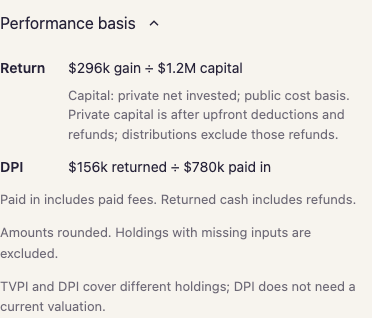 Performance basis
Return $296k gain ÷ $1.2M capital
Capital: private net invested; public cost basis.
Private capital is after upfront deductions and
refunds; distributions exclude those refunds.
DPI $156k returned ÷ $780k paid in
Paid in includes paid fees. Returned cash includes refunds.
Amounts rounded. Holdings with missing inputs are
excluded.
TVPI and DPI cover different holdings; DPI does not need a
current valuation.